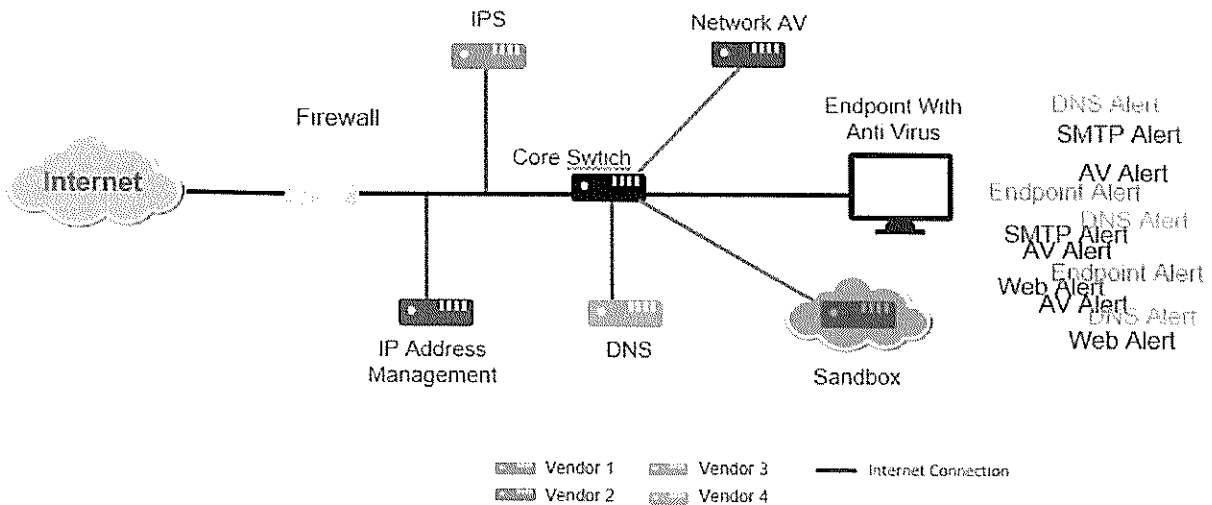 IPS
Network AV
Firewall
Endpoint With
Anti Virus
DNS Alert
SMTP Alert
Core Swtich
AV Alert
Internet
Endpoint Alert
DNS Alert
SMTP Alert
AV Alert
Endpoint Alert
Web Alert
AV Alert
DNS Alert
Web Alert
IP Address
Management
DNS
Sandbox
Vendor 1
Vendor 3
Internet Connection
Vendor 2
Vendor 4